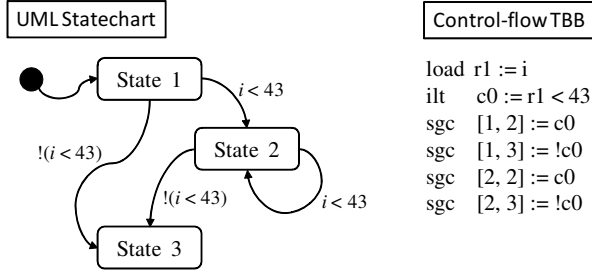 UML Statechart
State 1
i < 43
!(i < 43)
State 2
!(i < 43)
i < 43
State 3
Control-flow TBB
load r1 := i
ilt c0 := r1 < 43
sgc [1, 2] := c0
sgc [1, 3] := !c0
sgc [2, 2] := c0
sgc [2, 3] := !c0